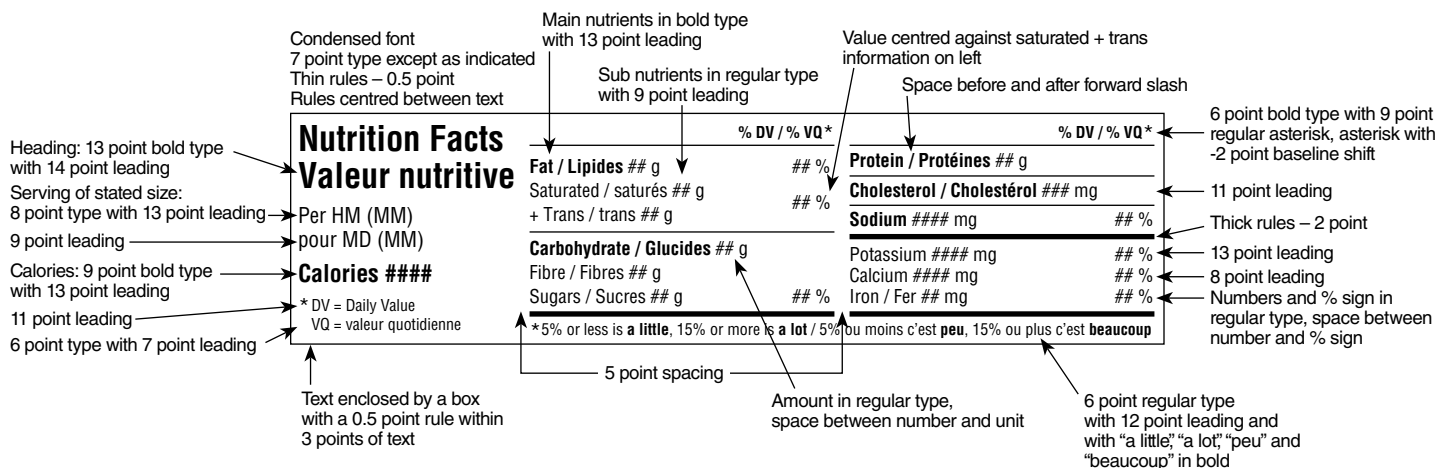 Main nutrients in bold type
with 13 point leading
Condensed font
7 point type except as indicated
Thin rules – 0.5 point
Rules centred between text
Sub nutrients in regular type
with 9 point leading
Value centred against saturated + trans
information on left
Space before and after forward slash
6 point bold type with 9 point
regular asterisk, asterisk with
-2 point baseline shift
Heading: 13 point bold type
with 14 point leading
Serving of stated size:
8 point type with 13 point leading
9 point leading
Calories: 9 point bold type
with 13 point leading
11 point leading
6 point type with 7 point leading
Nutrition Facts
Valeur nutritive
Per HM (MM)
pour MD (MM)
Calories ####
* DV = Daily Value
VQ = valeur quotidienne
% DV / % VQ*
Fat / Lipides ## g ## %
Saturated / saturés ## g
+ Trans / trans ## g
## %
Carbohydrate / Glucides ## g
Fibre / Fibres ## g
Sugars / Sucres ## g ## %
% DV / % VQ*
Protein / Protéines ## g
Cholesterol / Cholestérol ### mg
Sodium #### mg ## %
Potassium #### mg ## %
Calcium #### mg ## %
Iron / Fer ## mg ## %
*5% or less is a little, 15% or more is a lot / 5% ou moins c'est peu, 15% ou plus c'est beaucoup
11 point leading
Thick rules – 2 point
13 point leading
8 point leading
Numbers and % sign in
regular type, space between
number and % sign
5 point spacing
Text enclosed by a box
with a 0.5 point rule within
3 points of text
Amount in regular type,
space between number and unit
6 point regular type
with 12 point leading and
with "a little", "a lot", "peu" and
"beaucoup" in bold